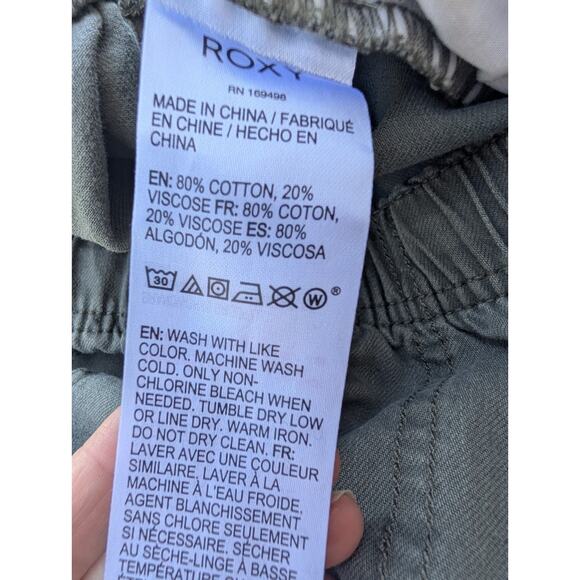 ROXY
RN 169498
MADE IN CHINA / FABRIQUÉ
EN CHINE / HECHO EN
CHINA
EN: 80% COTTON, 20%
VISCOSE FR: 80% COTON,
20% VISCOSE ES: 80%
ALGODÓN, 20% VISCOSA
30 W ®
EN: WASH WITH LIKE
COLOR. MACHINE WASH
COLD. ONLY NON-
CHLORINE BLEACH WHEN
NEEDED. TUMBLE DRY LOW
OR LINE DRY. WARM IRON.
DO NOT DRY CLEAN. FR:
LAVER AVEC UNE COULEUR
SIMILAIRE. LAVER À LA
MACHINE À L'EAU FROIDE.
AGENT BLANCHISSEMENT
SANS CHLORE SEULEMENT
SI NÉCESSAIRE. SÉCHER
AU SÈCHE-LINGE À BASSE
TEMPÉRATURE